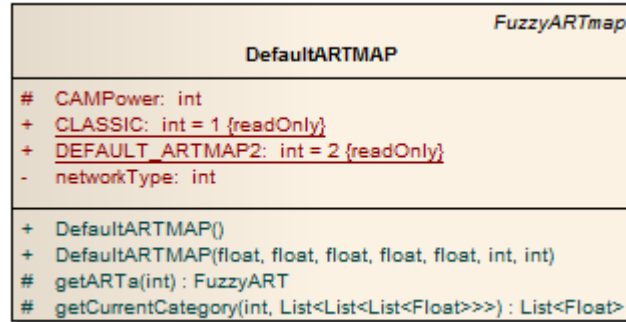 FuzzyARTmap
DefaultARTMAP
# CAMPower: int
+ CLASSIC: int = 1 {readOnly}
+ DEFAULT_ARTMAP2: int = 2 {readOnly}
- networkType: int
+ DefaultARTMAP()
+ DefaultARTMAP(float, float, float, float, float, int, int)
# getARTa(int) : FuzzyART
# getCurrentCategory(int, List<List<List<Float>>>) : List<Float>